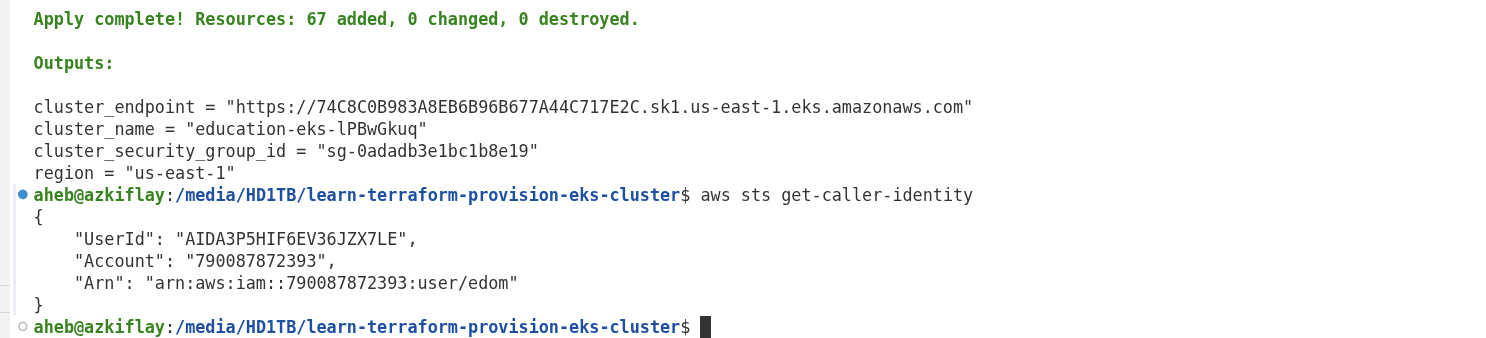 Apply complete! Resources: 67 added, 0 changed, 0 destroyed.
Outputs:
cluster_endpoint = "https://74C8C0B983A8EB6B96B677A44C717E2C.sk1.us-east-1.eks.amazonaws.com"
cluster_name = "education-eks-lPBwGkuq"
cluster_security_group_id = "sg-0adadb3e1bc1b8e19"
region = "us-east-1"
aheb@azkiflay:/media/HD1TB/learn-terraform-provision-eks-cluster$ aws sts get-caller-identity
{
    "UserId": "AIDA3P5HIF6EV36JZX7LE",
    "Account": "790087872393",
    "Arn": "arn:aws:iam::790087872393:user/edom"
}
aheb@azkiflay:/media/HD1TB/learn-terraform-provision-eks-cluster$